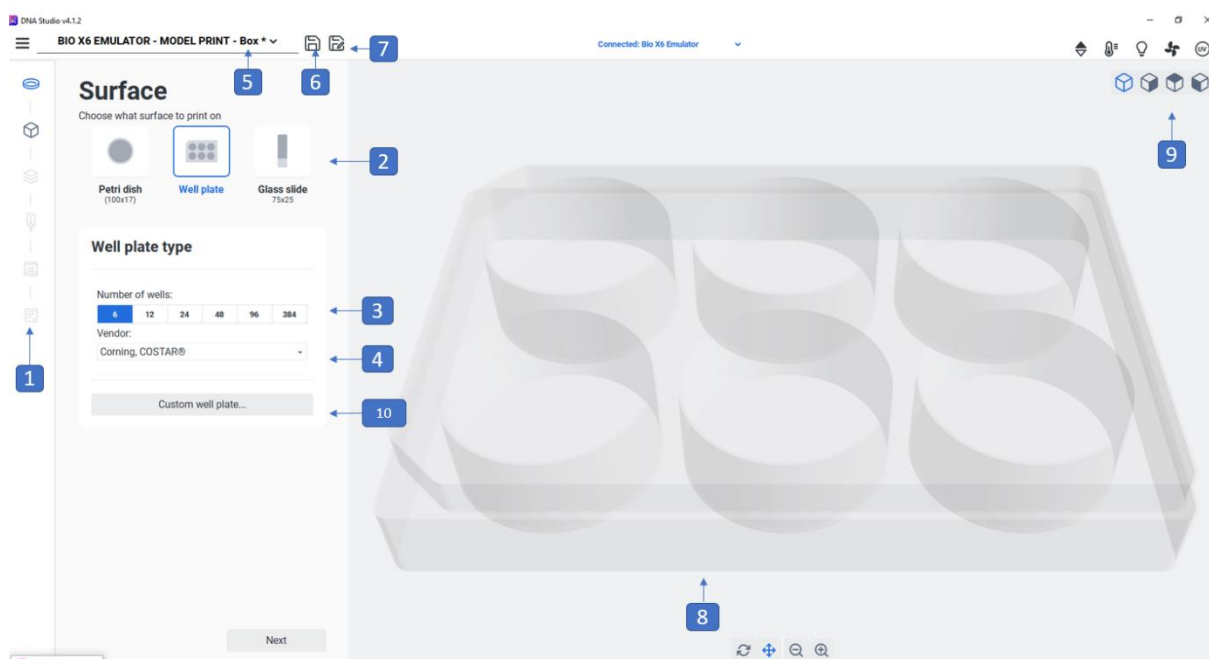 DNA Studio v4.1.2
BIO X6 EMULATOR - MODEL PRINT - Box *
7
Connected: Bio X6 Emulator
UV
5
6
Surface
Choose what surface to print on
9
2
Petri dish
(100x17)
Well plate
Glass slide
75x25
Well plate type
Number of wells:
6 12 24 48 96 384
3
Vendor:
Corning, COSTAR®
4
1
Custom well plate...
10
8
Next